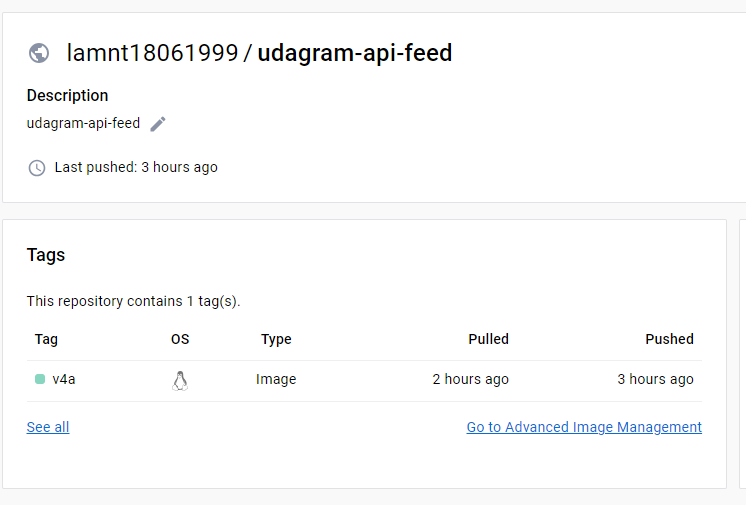 lamnt18061999 / udagram-api-feed
Description
udagram-api-feed
Last pushed: 3 hours ago
Tags
This repository contains 1 tag(s).
Tag OS Type Pulled Pushed
v4a Image 2 hours ago 3 hours ago
See all Go to Advanced Image Management